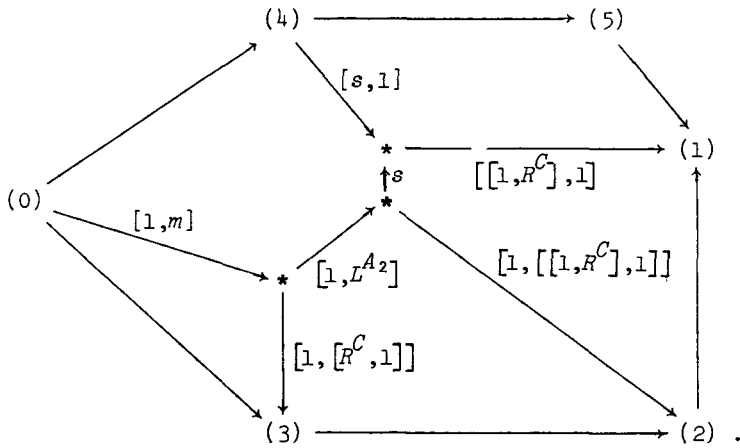 (4) (5)
[s,1]
* (1)
[[1,R^C],1]
s
(0) *
[1,m]
[1,L^{A_2}] [1,[[1,R^C],1]]
*
[1,[R^C,1]]
(3) (2) .